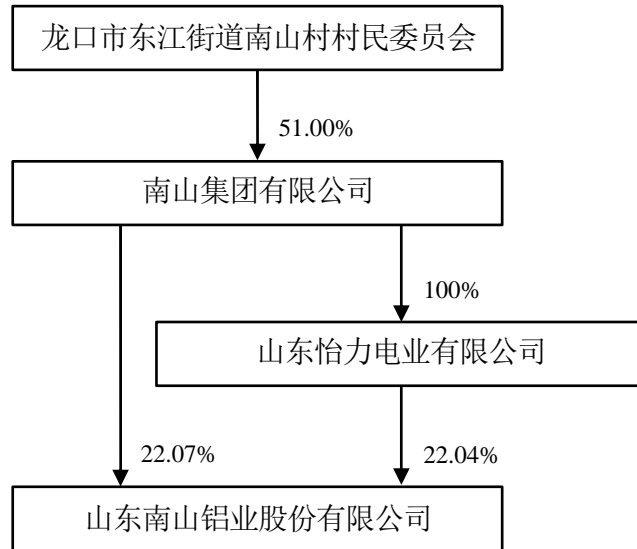 龙口市东江街道南山村村民委员会
51.00%
南山集团有限公司
100%
山东怡力电业有限公司
22.07%
22.04%
山东南山铝业股份有限公司